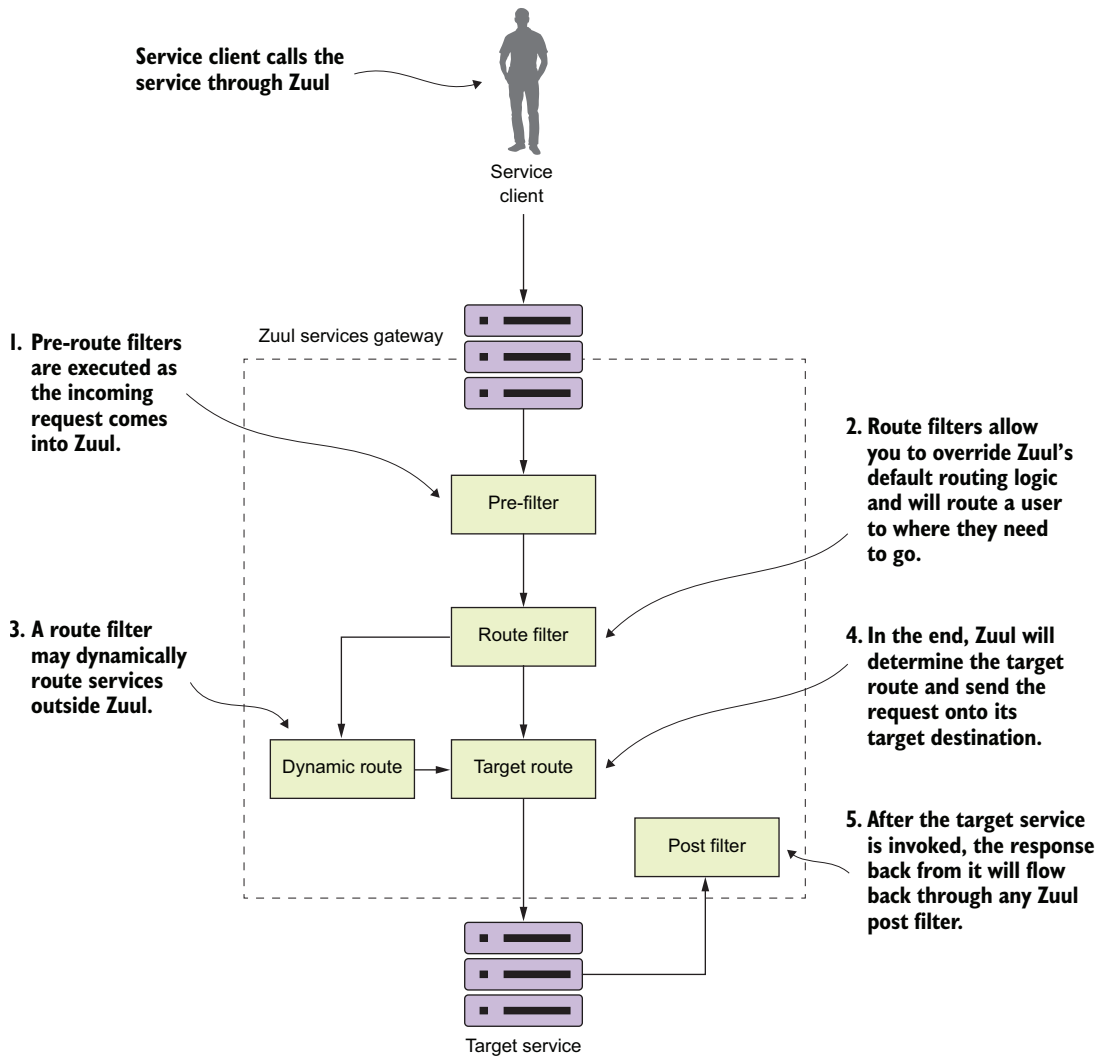 Service client calls the
service through Zuul
Service
client
Zuul services gateway
1. Pre-route filters
are executed as
the incoming
request comes
into Zuul.
Pre-filter
2. Route filters allow
you to override Zuul’s
default routing logic
and will route a user
to where they need
to go.
Route filter
3. A route filter
may dynamically
route services
outside Zuul.
4. In the end, Zuul will
determine the target
route and send the
request onto its
target destination.
Dynamic route
Target route
Post filter
5. After the target service
is invoked, the response
back from it will flow
back through any Zuul
post filter.
Target service